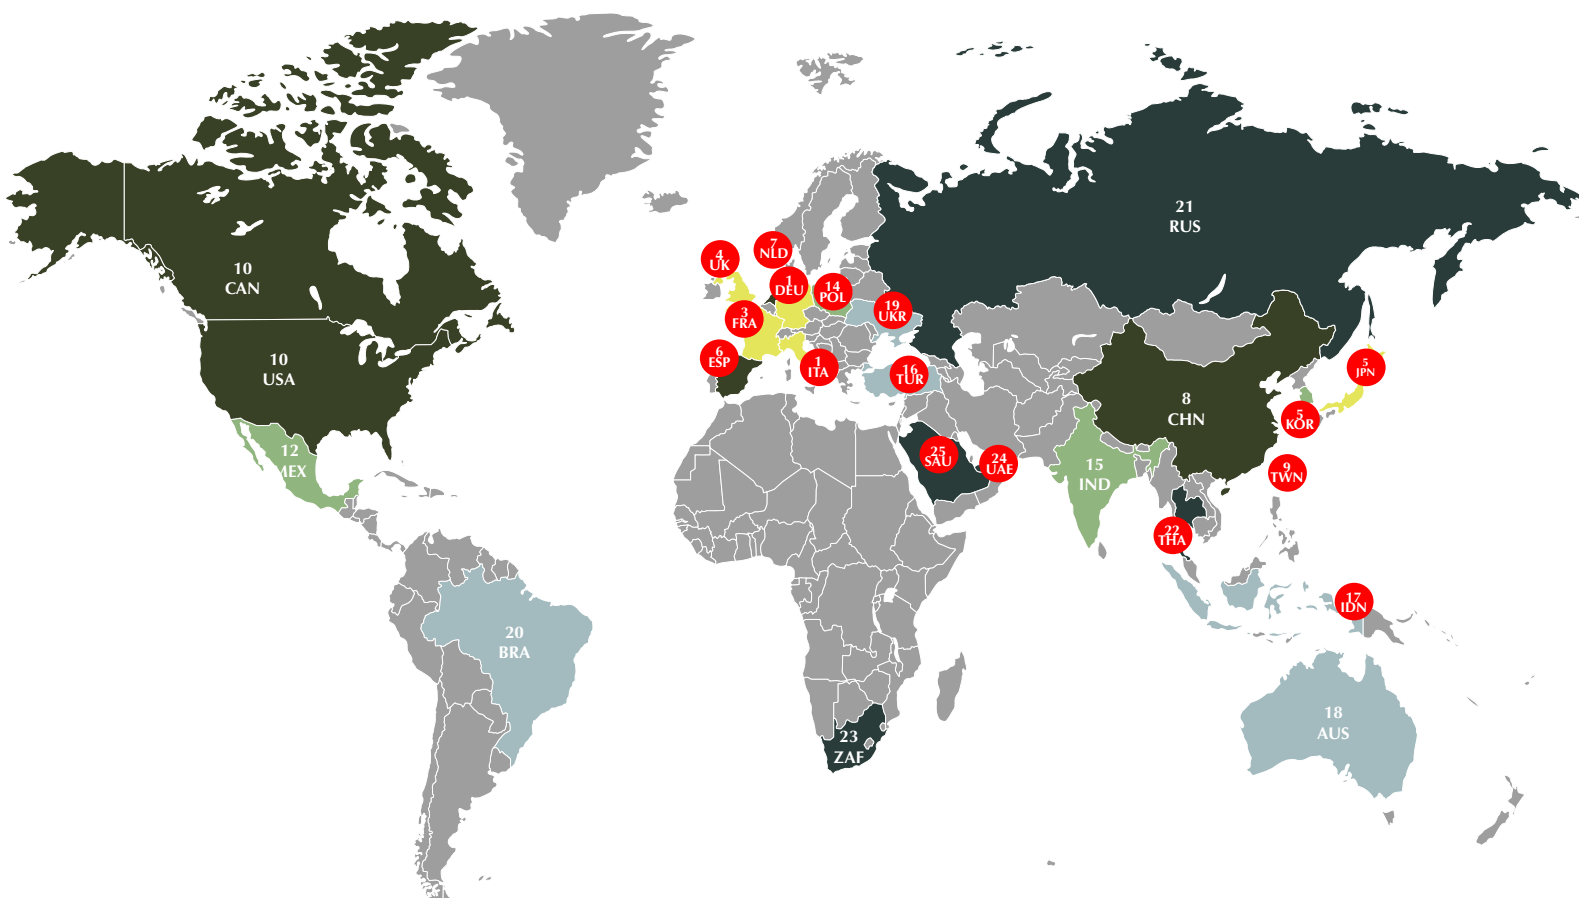 21
RUS
7
NLD
4
UK
1
DEU
14
POL
10
CAN
19
UKR
3
FRA
6
ESP
1
ITA
16
TUR
5
JPN
10
USA
8
CHN
5
KOR
12
MEX
25
SAU
24
UAE
15
IND
9
TWN
22
THA
17
IDN
20
BRA
18
AUS
23
ZAF